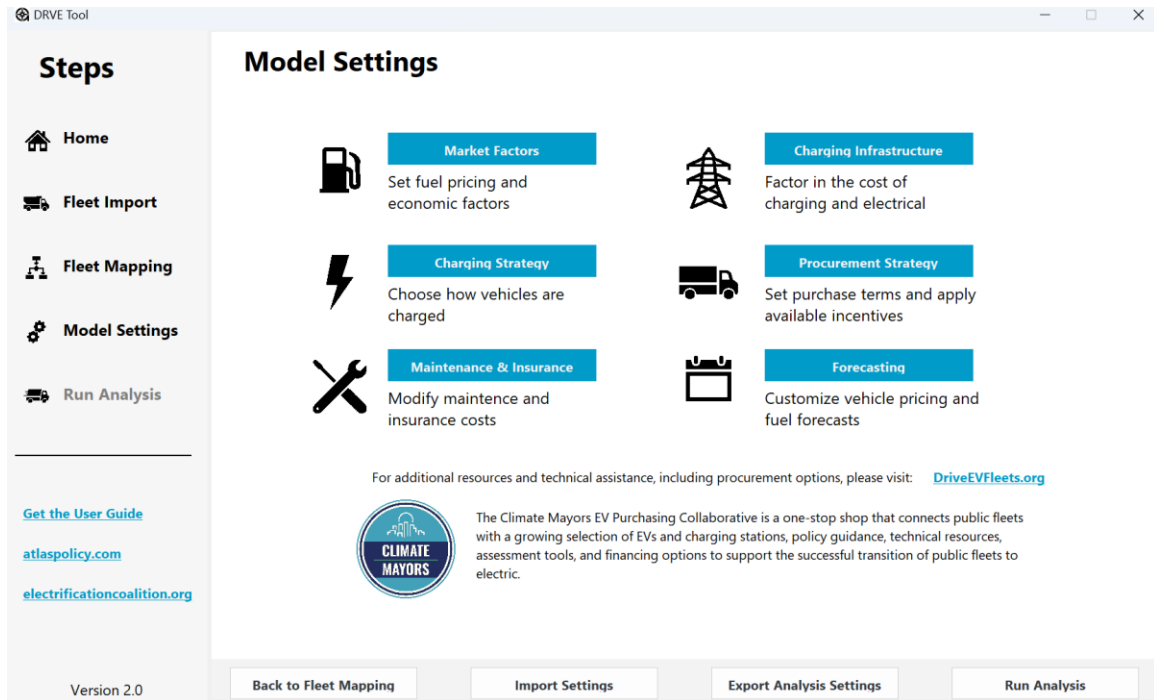 DRVE Tool
Steps
Home
Fleet Import
Fleet Mapping
Model Settings
Run Analysis
Get the User Guide
atlaspolicy.com
electrificationcoalition.org
Version 2.0
Model Settings
Market Factors
Set fuel pricing and
economic factors
Charging Infrastructure
Factor in the cost of
charging and electrical
Charging Strategy
Choose how vehicles are
charged
Procurement Strategy
Set purchase terms and apply
available incentives
Maintenance & Insurance
Modify maintence and
insurance costs
Forecasting
Customize vehicle pricing and
fuel forecasts
For additional resources and technical assistance, including procurement options, please visit: DriveEVFleets.org
CLIMATE
MAYORS
The Climate Mayors EV Purchasing Collaborative is a one-stop shop that connects public fleets
with a growing selection of EVs and charging stations, policy guidance, technical resources,
assessment tools, and financing options to support the successful transition of public fleets to
electric.
Back to Fleet Mapping
Import Settings
Export Analysis Settings
Run Analysis